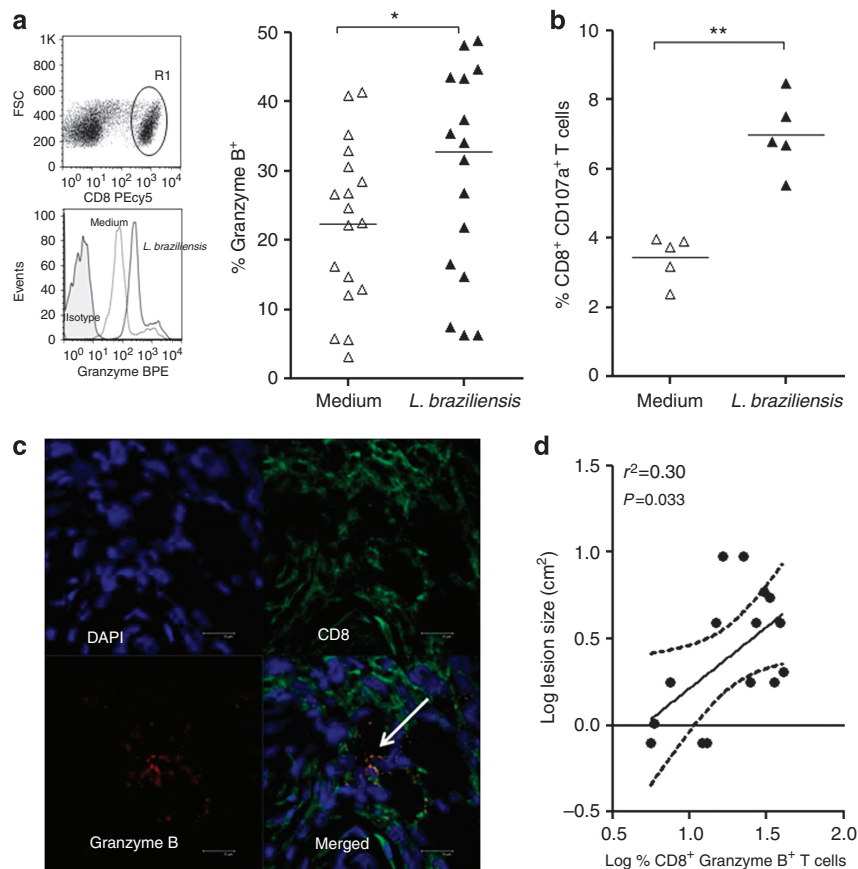 a
1K
800
600
400
200
0
FSC
R1
10⁰ 10¹ 10² 10³ 10⁴
CD8 PEcy5
100
80
60
40
20
0
Events
Medium
L. braziliensis
Isotype
10⁰ 10¹ 10² 10³ 10⁴
Granzyme BPE
*
50
40
30
20
10
0
% Granzyme B⁺
Medium L. braziliensis
b
**
10
8
6
4
2
0
% CD8⁺ CD107a⁺ T cells
Medium L. braziliensis
c
DAPI
CD8
Granzyme B
Merged
d
r²=0.30
P=0.033
1.5
1.0
0.5
0.0
–0.5
Log lesion size (cm²)
0.5 1.0 1.5 2.0
Log % CD8⁺ Granzyme B⁺ T cells